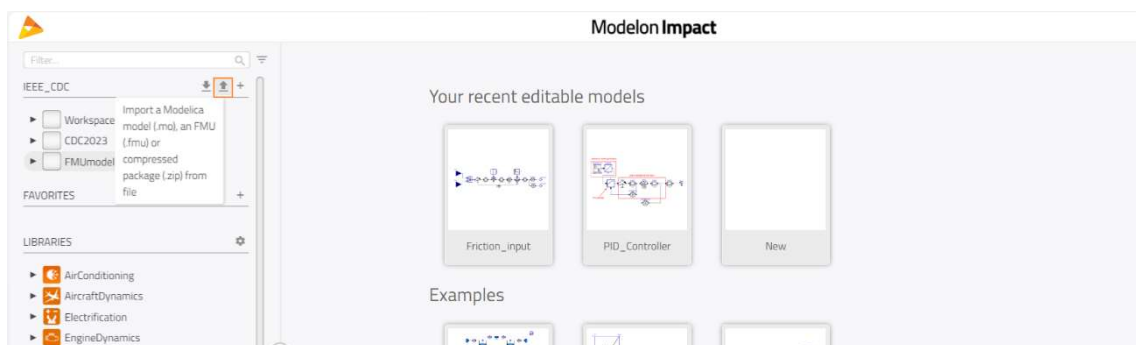 Modelon Impact
Filter...
IEEE_CDC
Import a Modelica
model (.mo), an FMU
(.fmu) or
compressed
package (.zip) from
file
Workspace
CDC2023
FMUmodel
FAVORITES
LIBRARIES
AirConditioning
AircraftDynamics
Electrification
EngineDynamics
Your recent editable models
Friction_input
PID_Controller
New
Examples